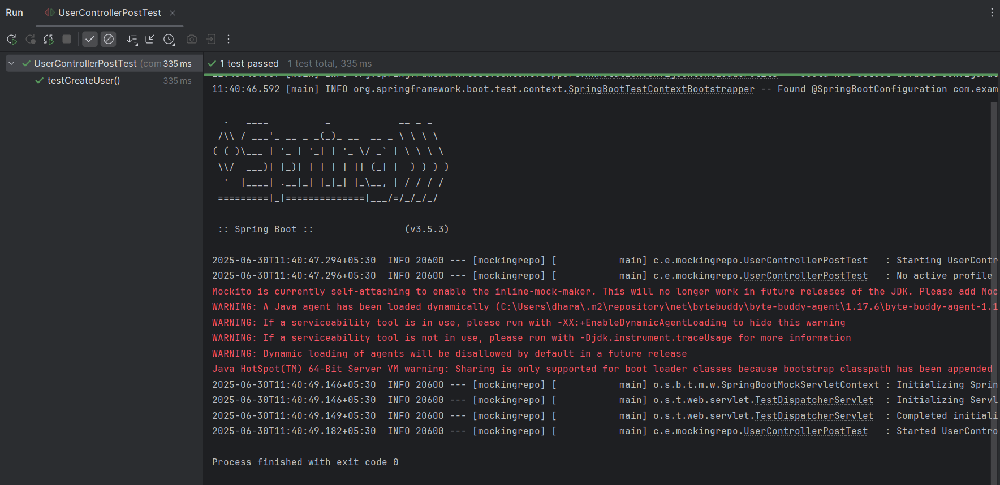 Run UserControllerPostTest
UserControllerPostTest (com 335 ms
testCreateUser() 335 ms
1 test passed 1 test total, 335 ms
11:40:46.592 [main] INFO org.springframework.boot.test.context.SpringBootTestContextBootstrapper -- Found @SpringBootConfiguration com.exam
  .   ____          _            __ _ _
 /\\ / ___'_ __ _ _(_)_ __  __ _ \ \ \ \
( ( )\___ | '_ | '_| | '_ \/ _` | \ \ \ \
 \\/  ___)| |_)| | | | | || (_| |  ) ) ) )
  '  |____| .__|_| |_|_| |_\__, | / / / /
 =========|_|==============|___/=/_/_/_/
 :: Spring Boot ::                (v3.5.3)
2025-06-30T11:40:47.294+05:30  INFO 20600 --- [mockingrepo] [           main] c.e.mockingrepo.UserControllerPostTest   : Starting UserContr
2025-06-30T11:40:47.296+05:30  INFO 20600 --- [mockingrepo] [           main] c.e.mockingrepo.UserControllerPostTest   : No active profile
Mockito is currently self-attaching to enable the inline-mock-maker. This will no longer work in future releases of the JDK. Please add Moc
WARNING: A Java agent has been loaded dynamically (C:\Users\dhara\.m2\repository\net\bytebuddy\byte-buddy-agent\1.17.6\byte-buddy-agent-1.1
WARNING: If a serviceability tool is in use, please run with -XX:+EnableDynamicAgentLoading to hide this warning
WARNING: If a serviceability tool is not in use, please run with -Djdk.instrument.traceUsage for more information
WARNING: Dynamic loading of agents will be disallowed by default in a future release
Java HotSpot(TM) 64-Bit Server VM warning: Sharing is only supported for boot loader classes because bootstrap classpath has been appended
2025-06-30T11:40:49.146+05:30  INFO 20600 --- [mockingrepo] [           main] o.s.b.t.m.w.SpringBootMockServletContext : Initializing Sprin
2025-06-30T11:40:49.146+05:30  INFO 20600 --- [mockingrepo] [           main] o.s.t.web.servlet.TestDispatcherServlet  : Initializing Servl
2025-06-30T11:40:49.149+05:30  INFO 20600 --- [mockingrepo] [           main] o.s.t.web.servlet.TestDispatcherServlet  : Completed initiali
2025-06-30T11:40:49.182+05:30  INFO 20600 --- [mockingrepo] [           main] c.e.mockingrepo.UserControllerPostTest   : Started UserContro
Process finished with exit code 0